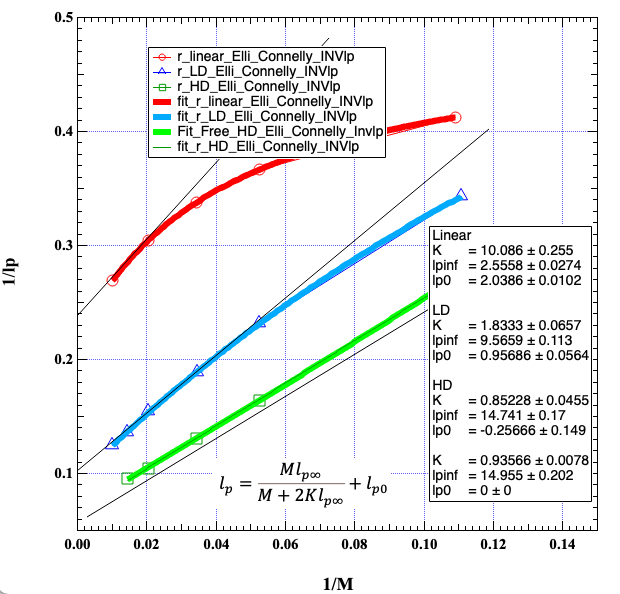 0.5
r_linear_Elli_Connelly_INVlp
r_LD_Elli_Connelly_INVlp
r_HD_Elli_Connelly_INVlp
fit_r_linear_Elli_Connelly_INVlp
fit_r_LD_Elli_Connelly_INVlp
Fit_Free_HD_Elli_Connelly_Invlp
fit_r_HD_Elli_Connelly_INVlp
0.4
0.3
0.2
0.1
1/lp
Linear
K = 10.086 ± 0.255
lpinf = 2.5558 ± 0.0274
lp0 = 2.0386 ± 0.0102
LD
K = 1.8333 ± 0.0657
lpinf = 9.5659 ± 0.113
lp0 = 0.95686 ± 0.0564
HD
K = 0.85228 ± 0.0455
lpinf = 14.741 ± 0.17
lp0 = -0.25666 ± 0.149
K = 0.93566 ± 0.0078
lpinf = 14.955 ± 0.202
lp0 = 0 ± 0
l_p = Ml_{p∞} / (M + 2Kl_{p∞}) + l_{p0}
0.00 0.02 0.04 0.06 0.08 0.10 0.12 0.14
1/M